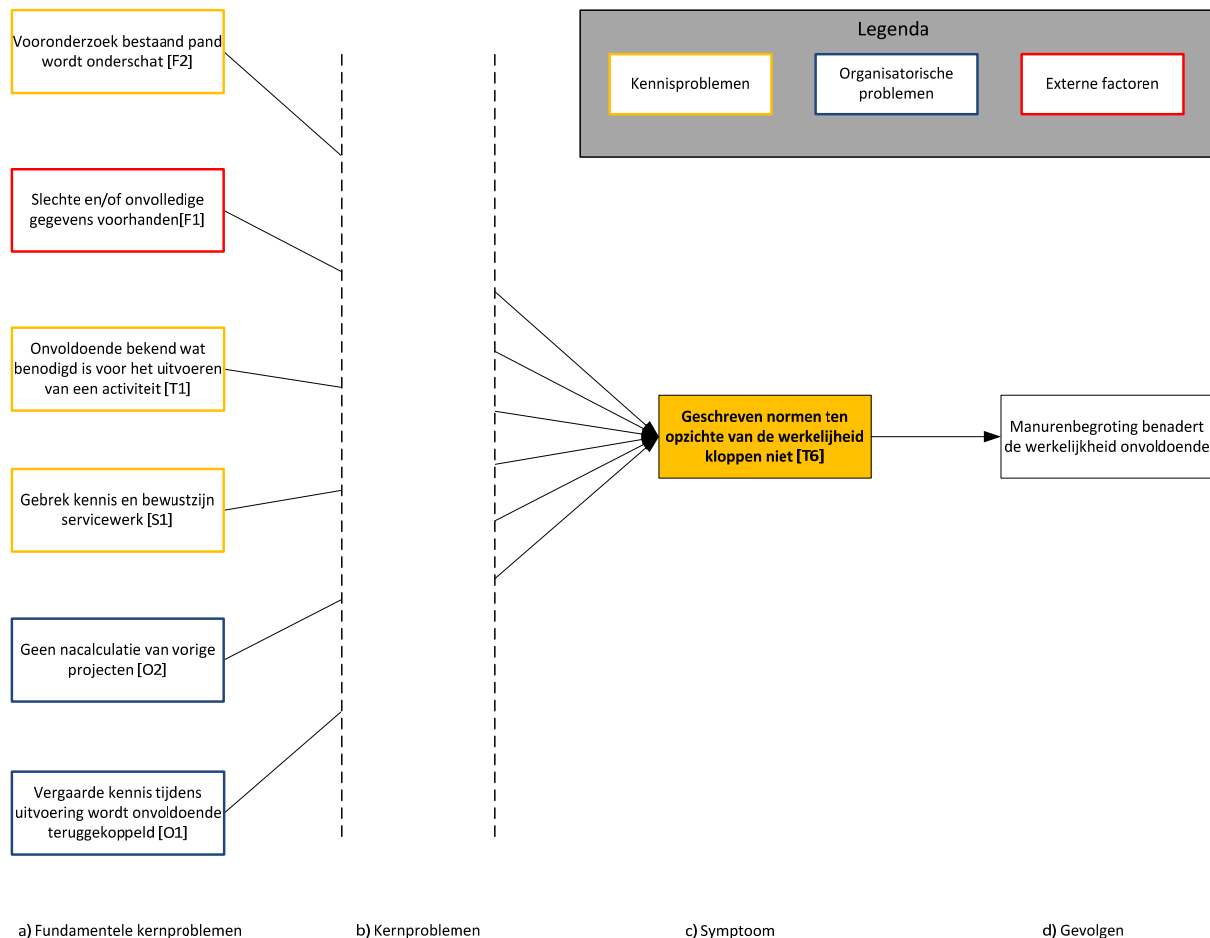 Vooronderzoek bestaand pand
wordt onderschat [F2]
Legenda
Kennisproblemen
Organisatorische
problemen
Externe factoren
Slechte en/of onvolledige
gegevens voorhanden[F1]
Onvoldoende bekend wat
benodigd is voor het uitvoeren
van een activiteit [T1]
Geschreven normen ten
opzichte van de werkelijheid
kloppen niet [T6]
Manurenbegroting benadert
de werkelijkheid onvoldoende
Gebrek kennis en bewustzijn
servicewerk [S1]
Geen nacalculatie van vorige
projecten [O2]
Vergaarde kennis tijdens
uitvoering wordt onvoldoende
teruggekoppeld [O1]
a) Fundamentele kernproblemen
b) Kernproblemen
c) Symptoom
d) Gevolgen